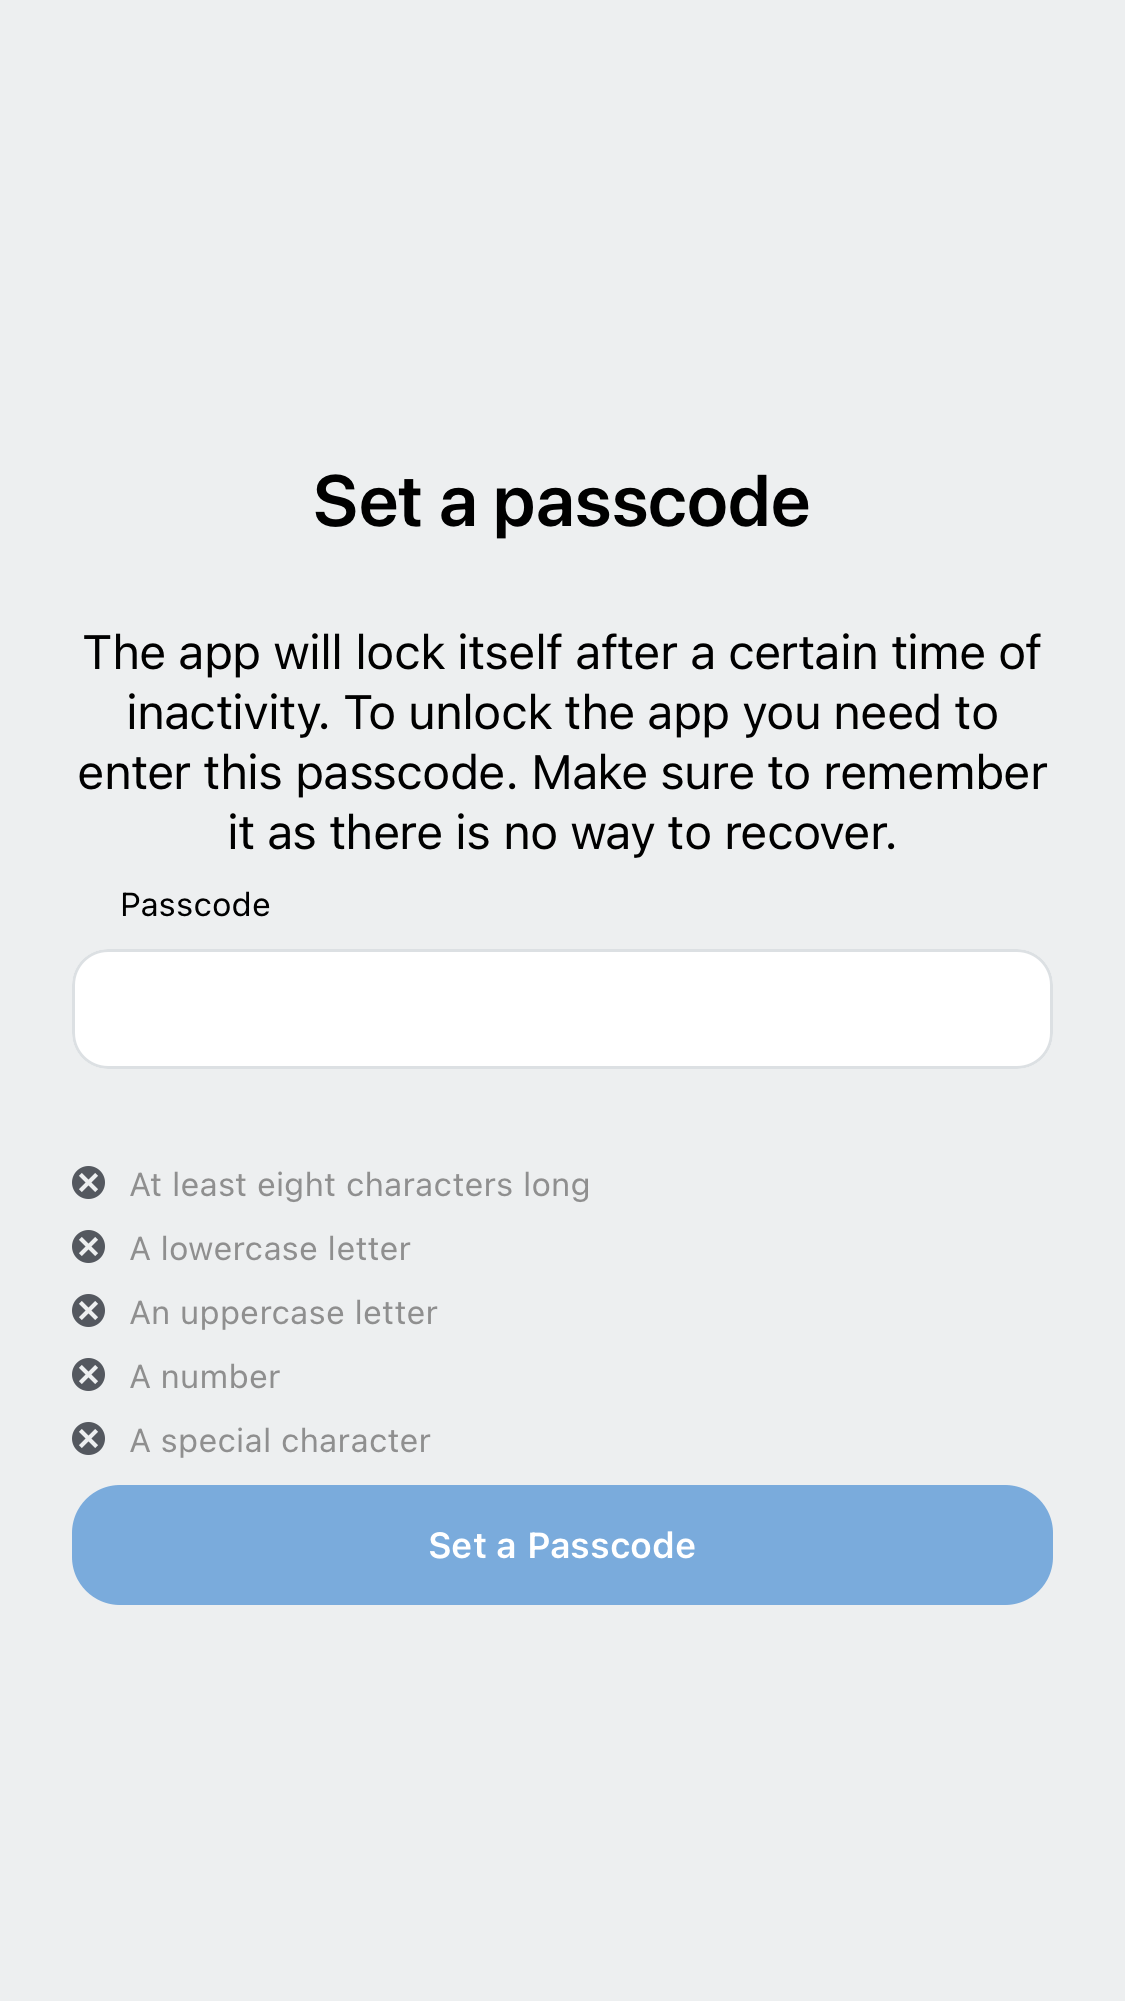 Set a passcode
The app will lock itself after a certain time of
inactivity. To unlock the app you need to
enter this passcode. Make sure to remember
it as there is no way to recover.
Passcode
At least eight characters long
A lowercase letter
An uppercase letter
A number
A special character
Set a Passcode